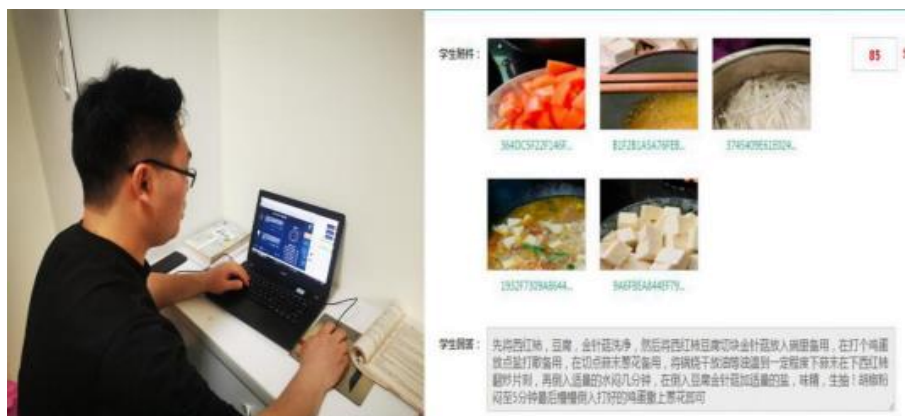 学生附件：
85
364DC5F22F146F...
B1F2B1A5A76FEB...
3745409E61E02A...
1932F7309A8644...
9A6FBEA844EF79...
学生回答：
先将西红柿，豆腐，金针菇洗净，然后将西红柿豆腐切块金针菇放入碗里备用，在打个鸡蛋
放点盐打散备用，在切点蒜末葱花备用，将锅烧干放油等油温到一定程度下蒜末在下西红柿
翻炒片刻，再倒入适量的水闷几分钟，在倒入豆腐金针菇加适量的盐，味精，生抽！胡椒粉
闷至5分钟最后慢慢倒入打好的鸡蛋撒上葱花即可